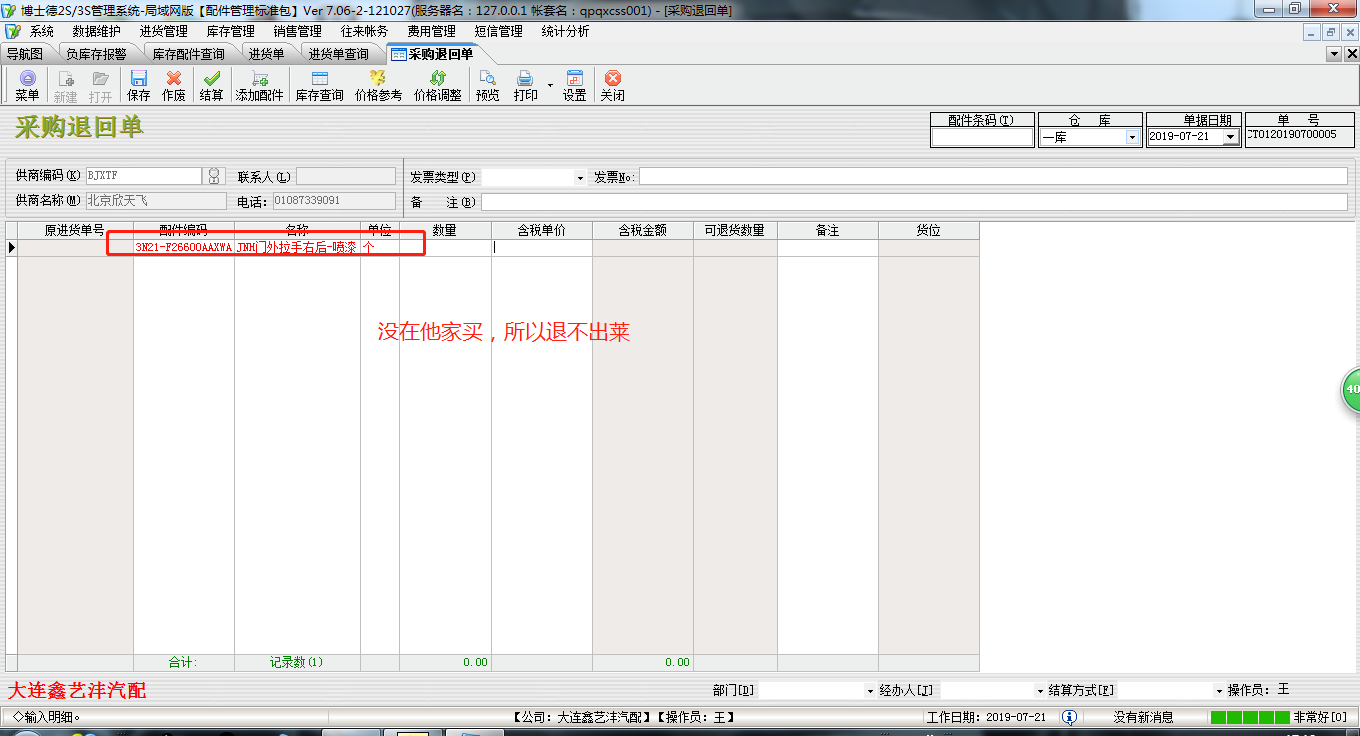 博士德2S/3S管理系统-局域网版【配件管理标准包】Ver 7.06-2-121027(服务器名：127.0.0.1 帐套名：qpqxcss001) - [采购退回单]
系统 数据维护 进货管理 库存管理 销售管理 往来帐务 费用管理 短信管理 统计分析
导航图 负库存报警 库存配件查询 进货单 进货单查询 采购退回单
菜单 新建 打开 保存 作废 结算 添加配件 库存查询 价格参考 价格调整 预览 打印 设置 关闭
采购退回单
配件条码(T) 仓 库 单据日期 单 号
一库 2019-07-21 CT0120190700005
供商编码(K) BJXTF 联系人(L) 发票类型(P) 发票No:
供商名称(M) 北京欣天飞 电话: 01087339091 备 注(B)
原进货单号 配件编码 名称 单位 数量 含税单价 含税金额 可退货数量 备注 货位
3N21-F26600AAXWA JNH门外拉手右后-喷漆 个
没在他家买，所以退不出莱
合计: 记录数(1) 0.00 0.00
大连鑫艺沣汽配 部门[D] 经办人[J] 结算方式[P] 操作员: 王
◇输入明细。 【公司: 大连鑫艺沣汽配】【操作员: 王】 工作日期: 2019-07-21 没有新消息 非常好[0]
40